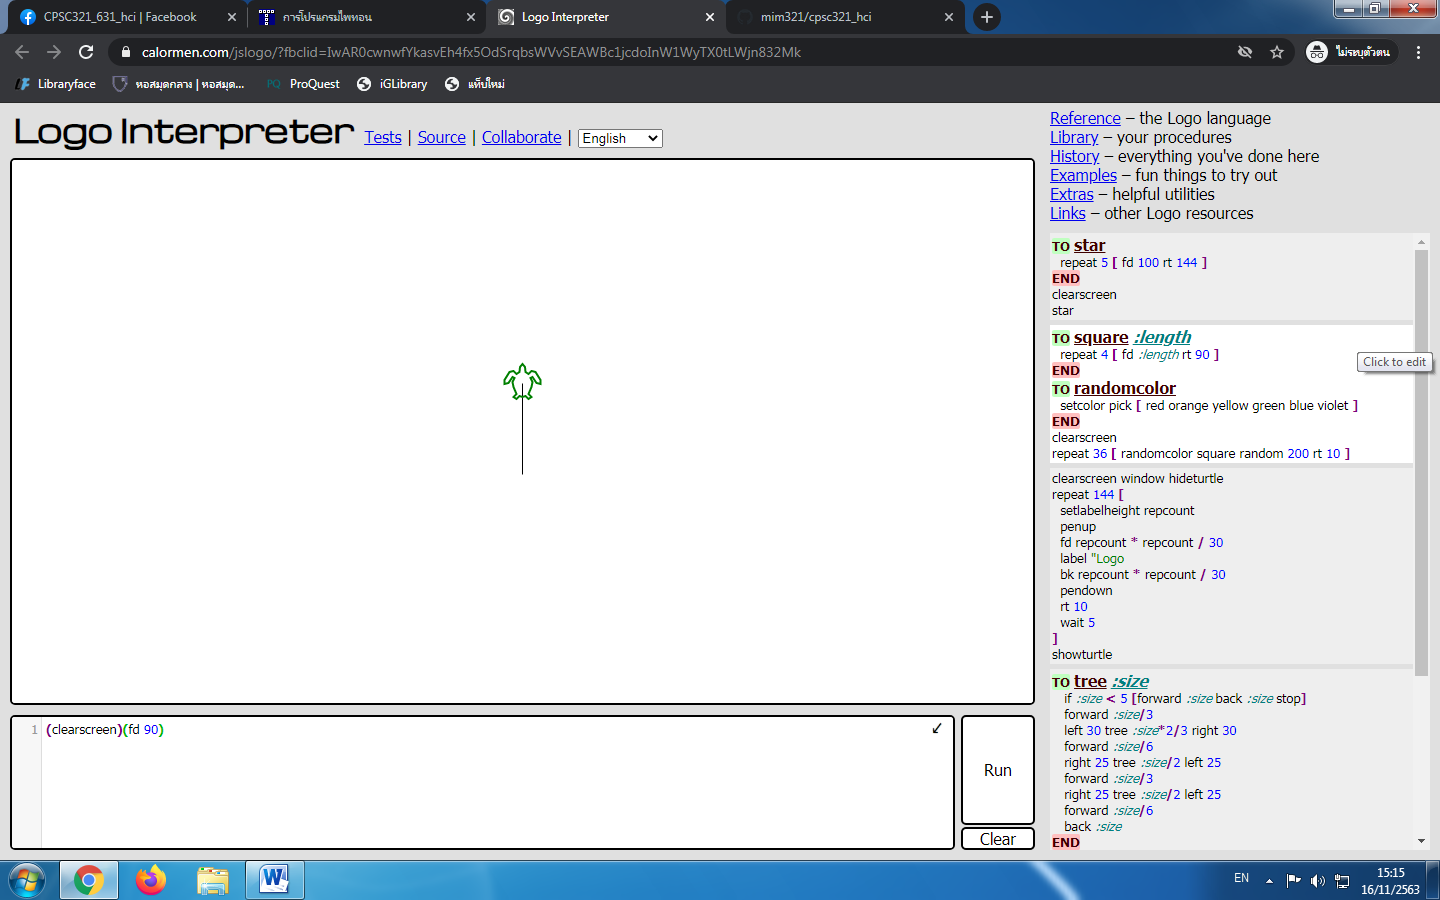 CPSC321_631_hci | Facebook
การโปรแกรมไพทอน
Logo Interpreter
mim321/cpsc321_hci
calormen.com/jslogo/?fbclid=IwAR0cwnwfYkasvEh4fx5OdSrqbsWVvSEAWBc1jcdoInW1WyTX0tLWjn832Mk
ไม่ระบุตัวตน
Libraryface
หอสมุดกลาง | หอสมุด...
PQ ProQuest
iGLibrary
แท็บใหม่
Logo Interpreter
Tests | Source | Collaborate | English
Reference – the Logo language
Library – your procedures
History – everything you've done here
Examples – fun things to try out
Extras – helpful utilities
Links – other Logo resources
TO star
repeat 5 [ fd 100 rt 144 ]
END
clearscreen
star
TO square :length
repeat 4 [ fd :length rt 90 ]
Click to edit
END
TO randomcolor
setcolor pick [ red orange yellow green blue violet ]
END
clearscreen
repeat 36 [ randomcolor square random 200 rt 10 ]
clearscreen window hideturtle
repeat 144 [
setlabelheight repcount
penup
fd repcount * repcount / 30
label "Logo
bk repcount * repcount / 30
pendown
rt 10
wait 5
]
showturtle
TO tree :size
if :size < 5 [forward :size back :size stop]
forward :size/3
left 30 tree :size*2/3 right 30
forward :size/6
right 25 tree :size/2 left 25
forward :size/3
right 25 tree :size/2 left 25
forward :size/6
back :size
END
1 (clearscreen)(fd 90)
Run
Clear
EN
15:15
16/11/2563